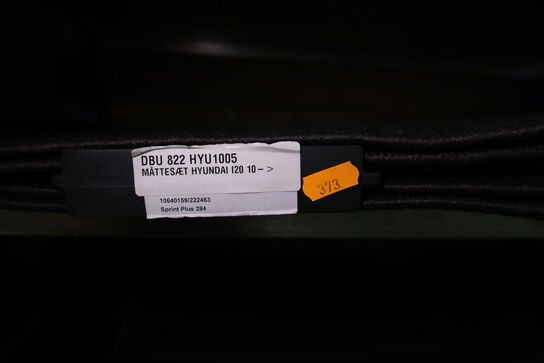 DBU 822 HYU1005
MÅTTESÆT HYUNDAI I20 10->
10640159/222463
Sprint Plus 284
373